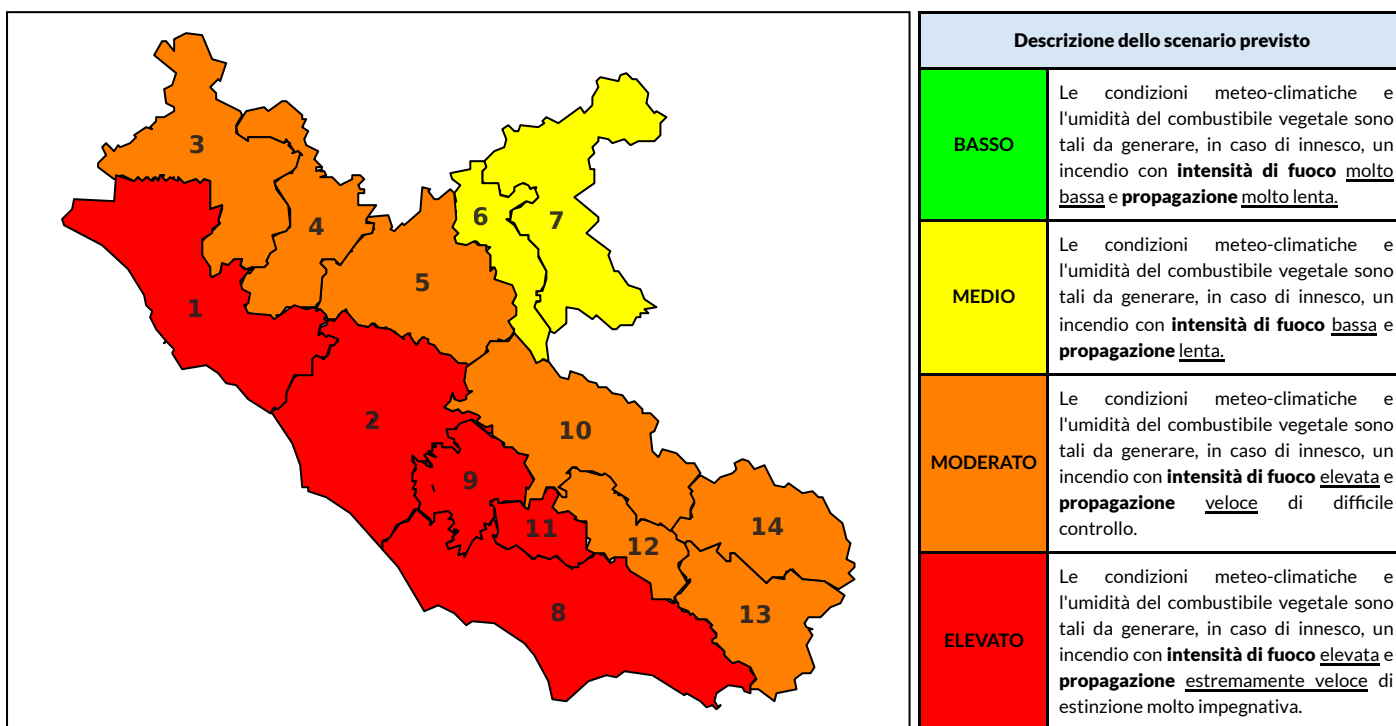 3
4
6
7
5
1
2
10
9
11
12
14
8
13
Descrizione dello scenario previsto
BASSO
Le condizioni meteo-climatiche e
l'umidità del combustibile vegetale sono
tali da generare, in caso di innesco, un
incendio con intensità di fuoco molto
bassa e propagazione molto lenta.
MEDIO
Le condizioni meteo-climatiche e
l'umidità del combustibile vegetale sono
tali da generare, in caso di innesco, un
incendio con intensità di fuoco bassa e
propagazione lenta.
MODERATO
Le condizioni meteo-climatiche e
l'umidità del combustibile vegetale sono
tali da generare, in caso di innesco, un
incendio con intensità di fuoco elevata e
propagazione veloce di difficile
controllo.
ELEVATO
Le condizioni meteo-climatiche e
l'umidità del combustibile vegetale sono
tali da generare, in caso di innesco, un
incendio con intensità di fuoco elevata e
propagazione estremamente veloce di
estinzione molto impegnativa.